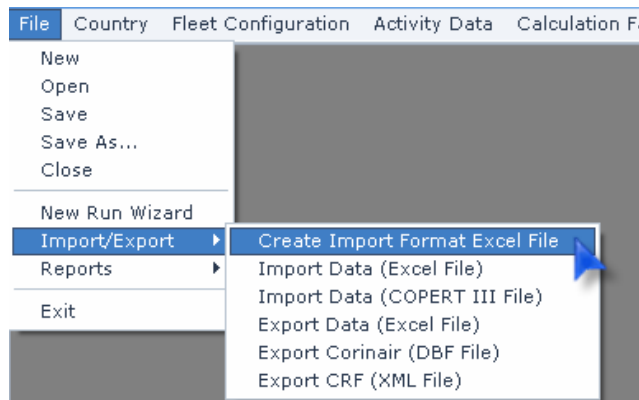 File Country Fleet Configuration Activity Data Calculation F
New
Open
Save
Save As...
Close
New Run Wizard
Import/Export
Reports
Exit
Create Import Format Excel File
Import Data (Excel File)
Import Data (COPERT III File)
Export Data (Excel File)
Export Corinair (DBF File)
Export CRF (XML File)